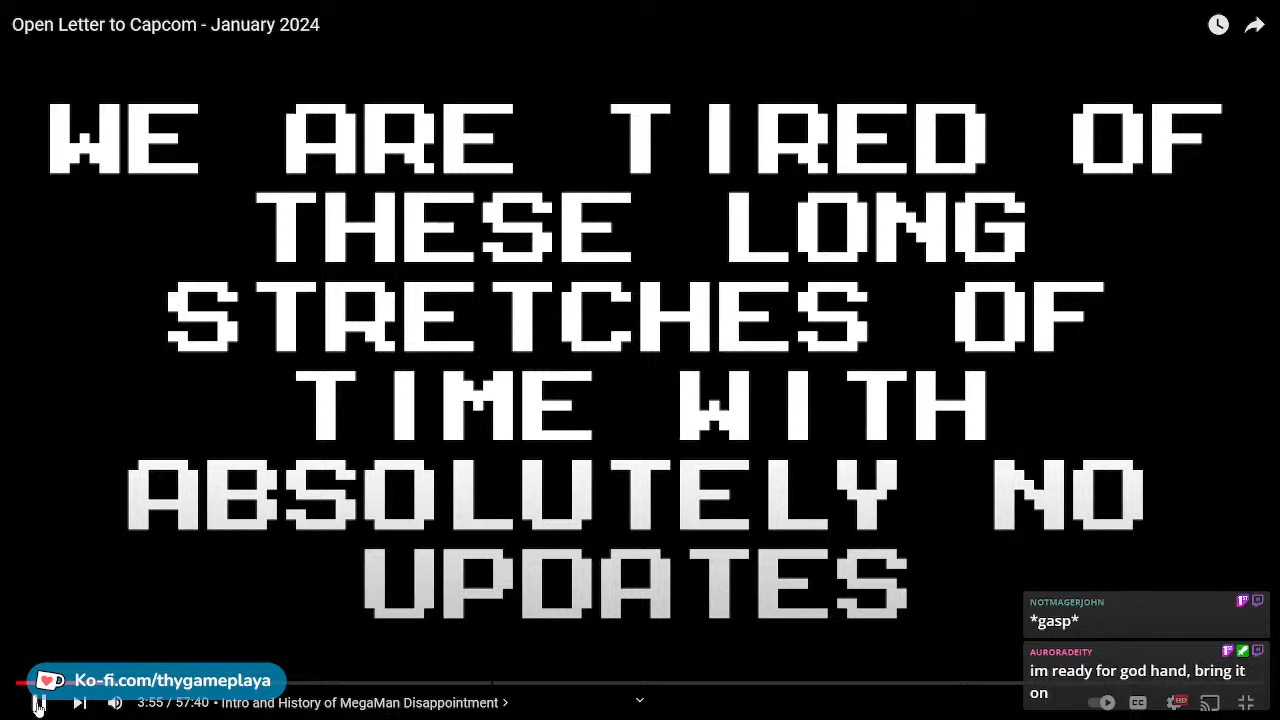 Open Letter to Capcom - January 2024
WE ARE TIRED OF
THESE LONG
STRETCHES OF
TIME WITH
ABSOLUTELY NO
UPDATES
NOTMAGERJOHN
*gasp*
AURORADEITY
im ready for god hand, bring it
on
Ko-fi.com/thygameplaya
3:55 / 57:40 • Intro and History of MegaMan Disappointment >
CC
HD